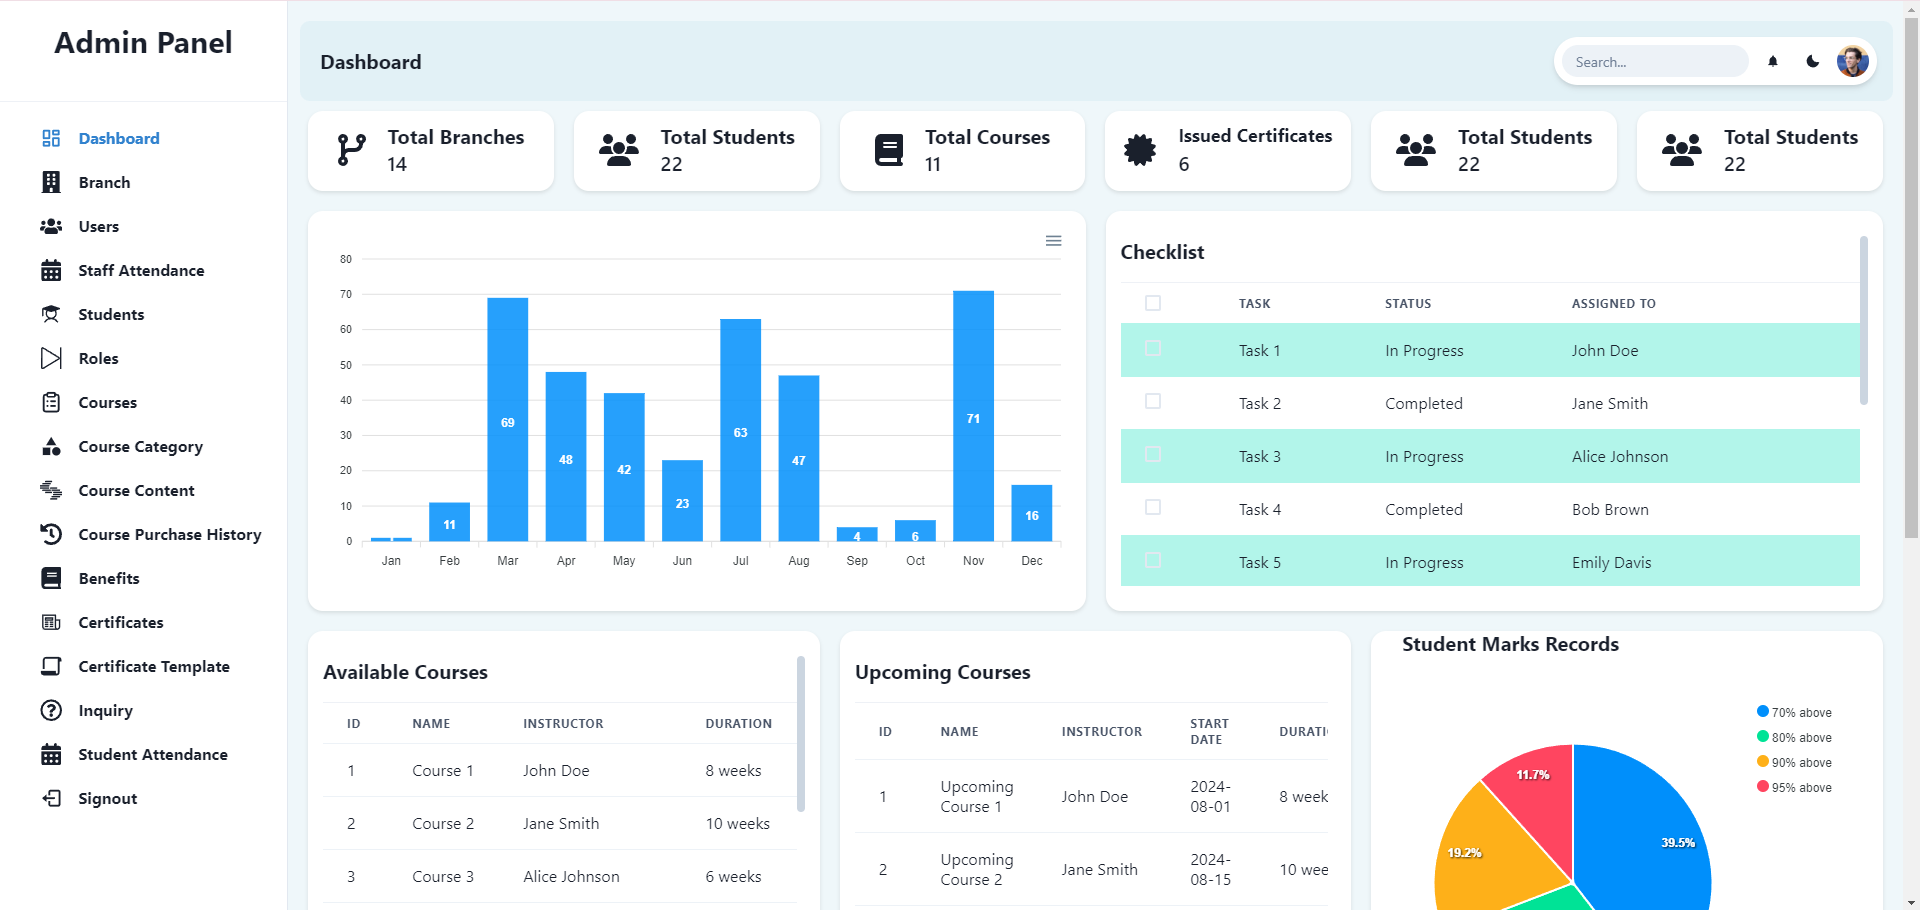 Admin Panel
Dashboard
Branch
Users
Staff Attendance
Students
Roles
Courses
Course Category
Course Content
Course Purchase History
Benefits
Certificates
Certificate Template
Inquiry
Student Attendance
Signout
Dashboard
Search...
Total Branches
14
Total Students
22
Total Courses
11
Issued Certificates
6
Total Students
22
Total Students
22
80
70
60
50
40
30
20
10
0
11
69
48
42
23
63
47
4
6
71
16
Jan Feb Mar Apr May Jun Jul Aug Sep Oct Nov Dec
Checklist
TASK STATUS ASSIGNED TO
Task 1 In Progress John Doe
Task 2 Completed Jane Smith
Task 3 In Progress Alice Johnson
Task 4 Completed Bob Brown
Task 5 In Progress Emily Davis
Available Courses
ID NAME INSTRUCTOR DURATION
1 Course 1 John Doe 8 weeks
2 Course 2 Jane Smith 10 weeks
3 Course 3 Alice Johnson 6 weeks
Upcoming Courses
ID NAME INSTRUCTOR START DATE
1 Upcoming Course 1 John Doe 2024-08-01 8 week
2 Upcoming Course 2 Jane Smith 2024-08-15 10 wee
Student Marks Records
70% above
80% above
90% above
95% above
11.7%
39.5%
19.2%